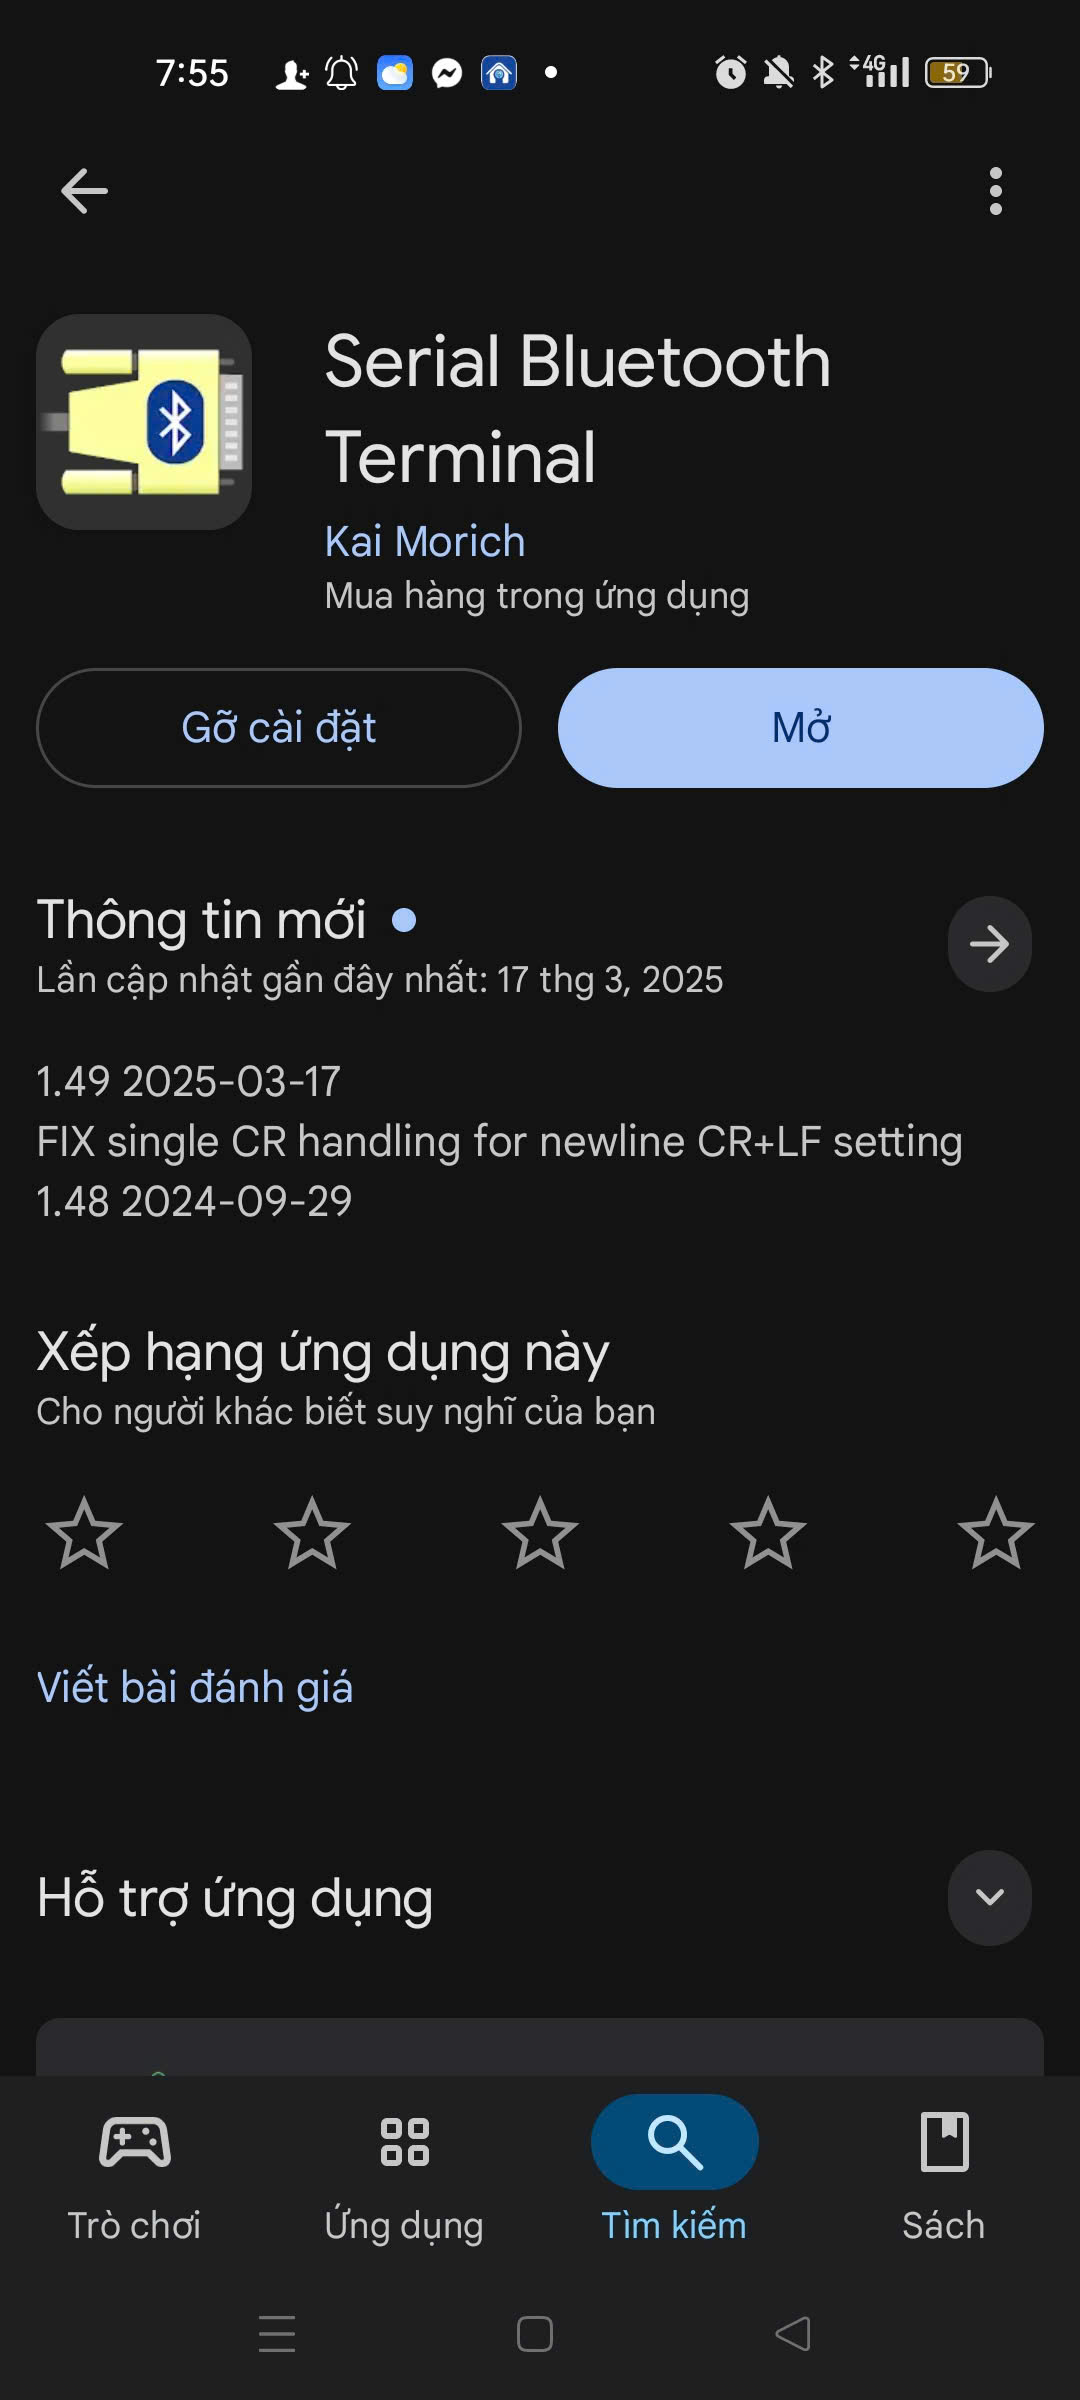 7:55
4G
59
Serial Bluetooth
Terminal
Kai Morich
Mua hàng trong ứng dụng
Gỡ cài đặt
Mở
Thông tin mới
Lần cập nhật gần đây nhất: 17 thg 3, 2025
1.49 2025-03-17
FIX single CR handling for newline CR+LF setting
1.48 2024-09-29
Xếp hạng ứng dụng này
Cho người khác biết suy nghĩ của bạn
Viết bài đánh giá
Hỗ trợ ứng dụng
Trò chơi
Ứng dụng
Tìm kiếm
Sách